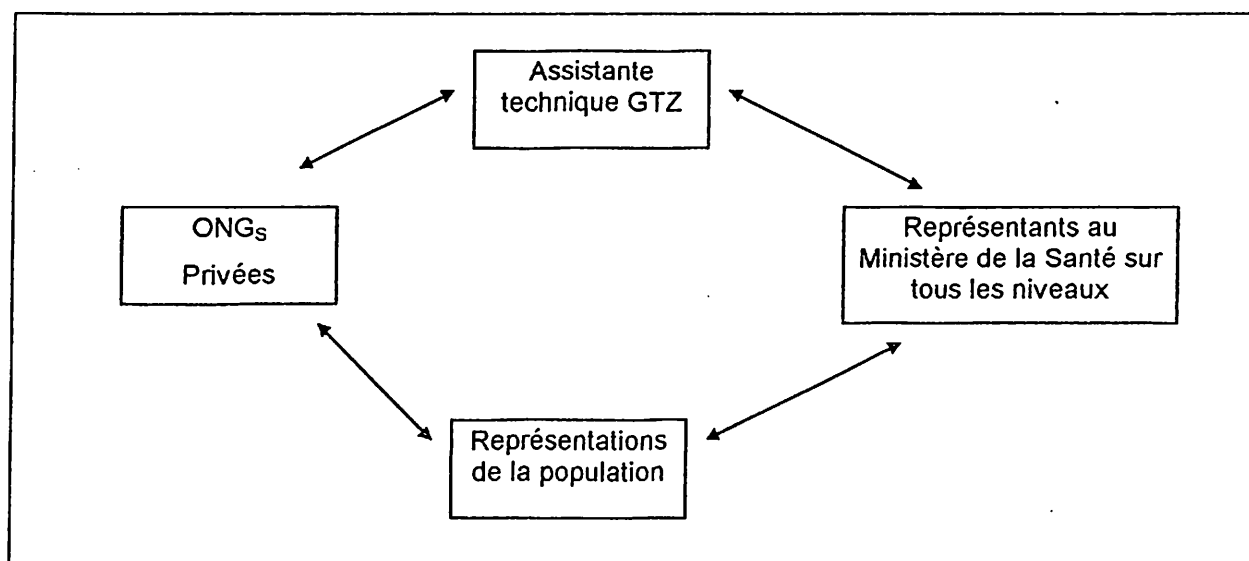 Assistante
technique GTZ
ONGs
Privées
Représentants au
Ministère de la Santé sur
tous les niveaux
Représentations
de la population